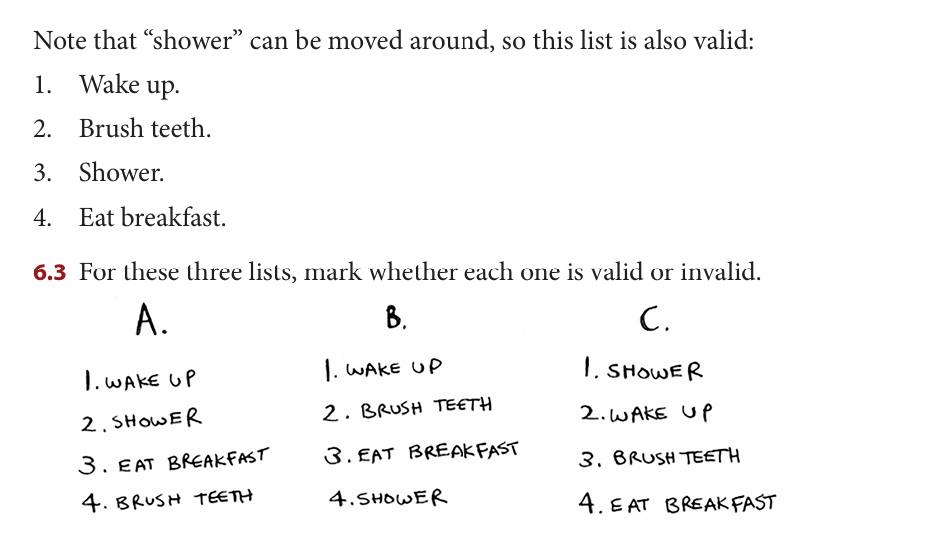 Note that “shower” can be moved around, so this list is also valid:
1. Wake up.
2. Brush teeth.
3. Shower.
4. Eat breakfast.
6.3 For these three lists, mark whether each one is valid or invalid.
A.
1. WAKE UP
2. SHOWER
3. EAT BREAKFAST
4. BRUSH TEETH
B.
1. WAKE UP
2. BRUSH TEETH
3. EAT BREAKFAST
4. SHOWER
C.
1. SHOWER
2. WAKE UP
3. BRUSH TEETH
4. EAT BREAKFAST